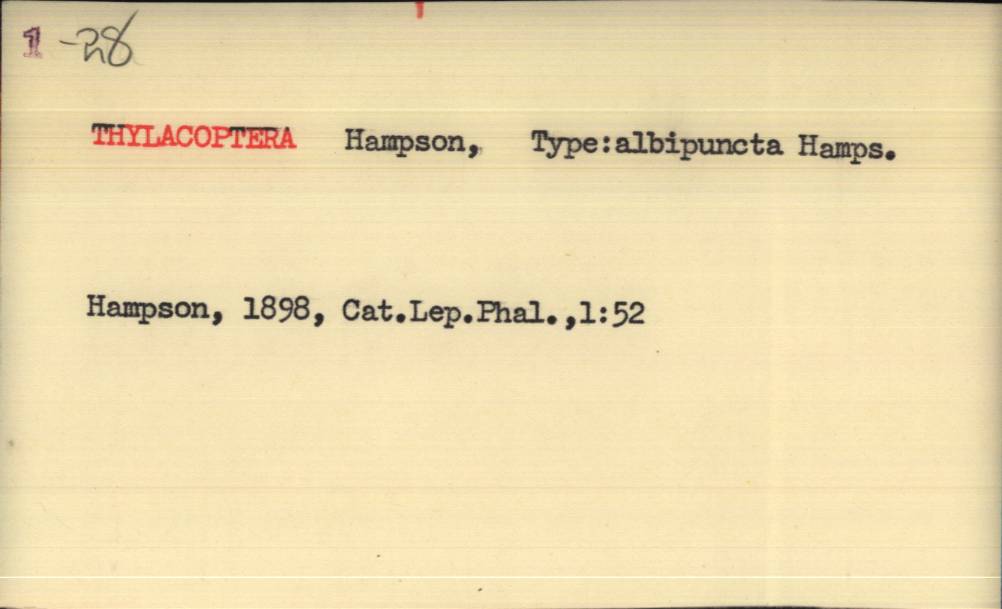 1 -28
THYLACOPTERA Hampson, Type:albipuncta Hamps.
Hampson, 1898, Cat.Lep.Phal.,1:52